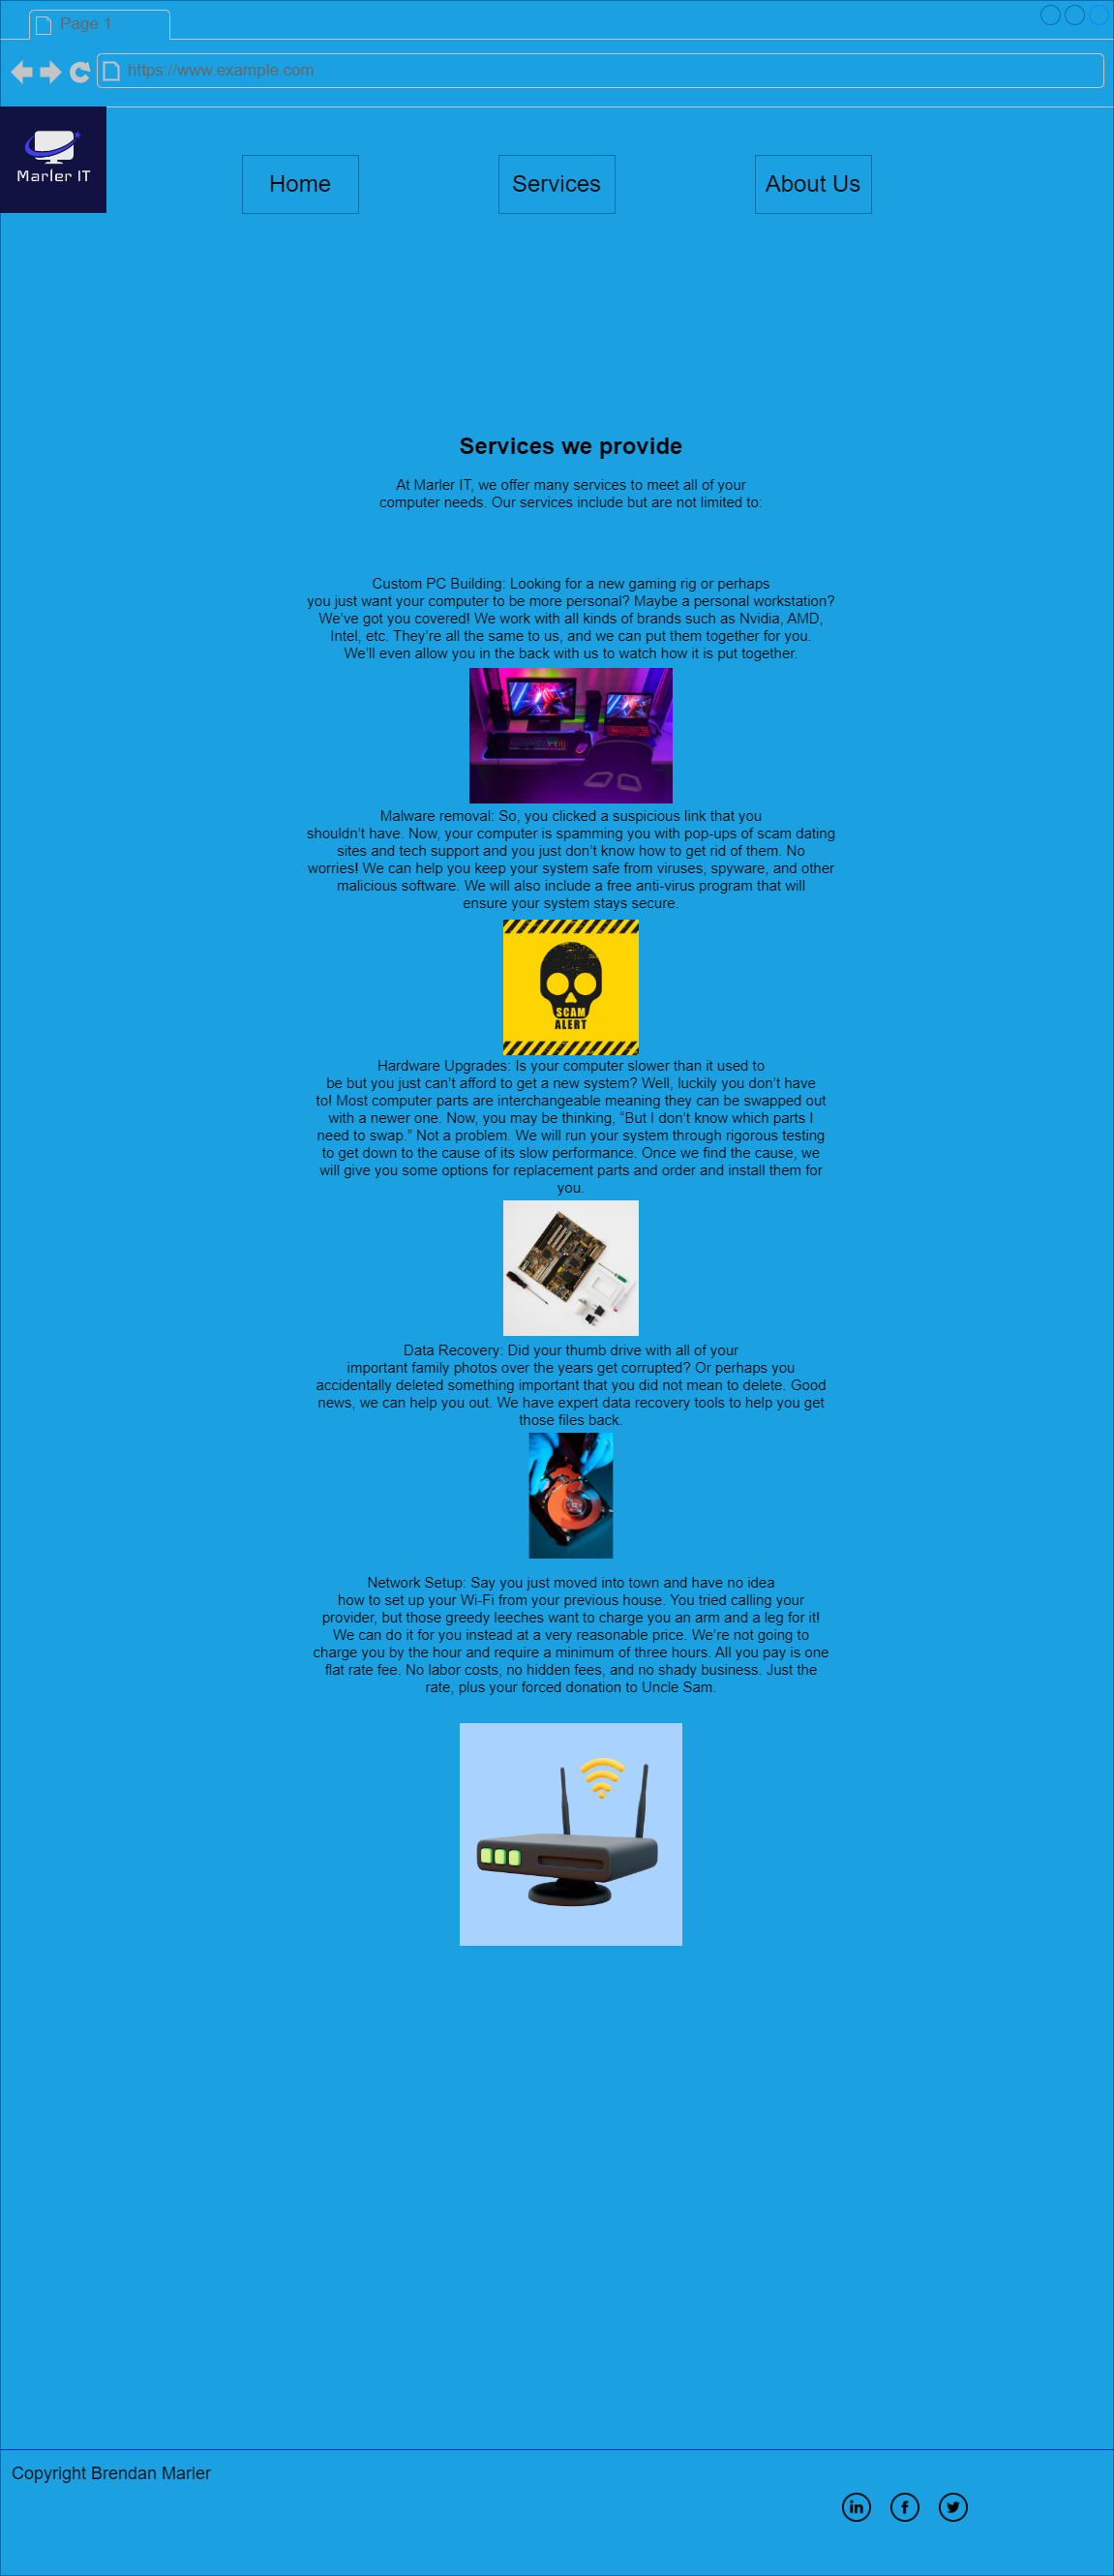 Page 1
https://www.example.com
Marler IT
Home
Services
About Us
Services we provide
At Marler IT, we offer many services to meet all of your
computer needs. Our services include but are not limited to:
Custom PC Building: Looking for a new gaming rig or perhaps
you just want your computer to be more personal? Maybe a personal workstation?
We’ve got you covered! We work with all kinds of brands such as Nvidia, AMD,
Intel, etc. They’re all the same to us, and we can put them together for you.
We’ll even allow you in the back with us to watch how it is put together.
Malware removal: So, you clicked a suspicious link that you
shouldn’t have. Now, your computer is spamming you with pop-ups of scam dating
sites and tech support and you just don’t know how to get rid of them. No
worries! We can help you keep your system safe from viruses, spyware, and other
malicious software. We will also include a free anti-virus program that will
ensure your system stays secure.
SCAM
ALERT
Hardware Upgrades: Is your computer slower than it used to
be but you just can’t afford to get a new system? Well, luckily you don’t have
to! Most computer parts are interchangeable meaning they can be swapped out
with a newer one. Now, you may be thinking, “But I don’t know which parts I
need to swap.” Not a problem. We will run your system through rigorous testing
to get down to the cause of its slow performance. Once we find the cause, we
will give you some options for replacement parts and order and install them for
you.
Data Recovery: Did your thumb drive with all of your
important family photos over the years get corrupted? Or perhaps you
accidentally deleted something important that you did not mean to delete. Good
news, we can help you out. We have expert data recovery tools to help you get
those files back.
Network Setup: Say you just moved into town and have no idea
how to set up your Wi-Fi from your previous house. You tried calling your
provider, but those greedy leeches want to charge you an arm and a leg for it!
We can do it for you instead at a very reasonable price. We’re not going to
charge you by the hour and require a minimum of three hours. All you pay is one
flat rate fee. No labor costs, no hidden fees, and no shady business. Just the
rate, plus your forced donation to Uncle Sam.
Copyright Brendan Marler
in
f